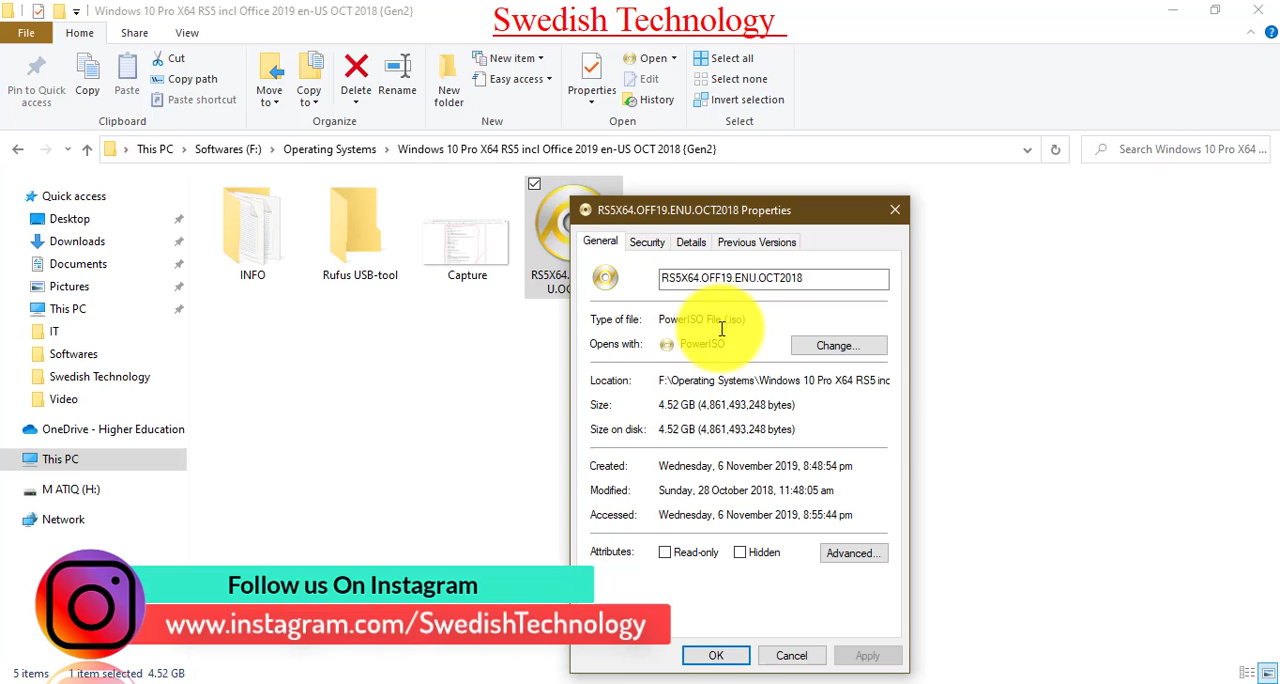 Windows 10 Pro X64 RS5 incl Office 2019 en-US OCT 2018 {Gen2}
Swedish Technology
File
Home
Share
View
Pin to Quick access
Copy
Paste
Cut
Copy path
Paste shortcut
Clipboard
Move to
Copy to
Delete
Rename
Organize
New folder
New item
Easy access
New
Properties
Open
Edit
History
Open
Select all
Select none
Invert selection
Select
This PC
Softwares (F:)
Operating Systems
Windows 10 Pro X64 RS5 incl Office 2019 en-US OCT 2018 {Gen2}
Search Windows 10 Pro X64 ...
Quick access
Desktop
Downloads
Documents
Pictures
This PC
IT
Softwares
Swedish Technology
Video
OneDrive - Higher Education
This PC
M ATIQ (H:)
Network
INFO
Rufus USB-tool
Capture
RS5X64.
U.OC
RS5X64.OFF19.ENU.OCT2018 Properties
General
Security
Details
Previous Versions
RS5X64.OFF19.ENU.OCT2018
Type of file: PowerISO File (.iso)
Opens with: PowerISO
Change...
Location: F:\Operating Systems\Windows 10 Pro X64 RS5 inc
Size: 4.52 GB (4,861,493,248 bytes)
Size on disk: 4.52 GB (4,861,493,248 bytes)
Created: Wednesday, 6 November 2019, 8:48:54 pm
Modified: Sunday, 28 October 2018, 11:48:05 am
Accessed: Wednesday, 6 November 2019, 8:55:44 pm
Attributes: Read-only Hidden
Advanced...
OK
Cancel
Apply
Follow us On Instagram
www.instagram.com/SwedishTechnology
5 items
1 item selected 4.52 GB